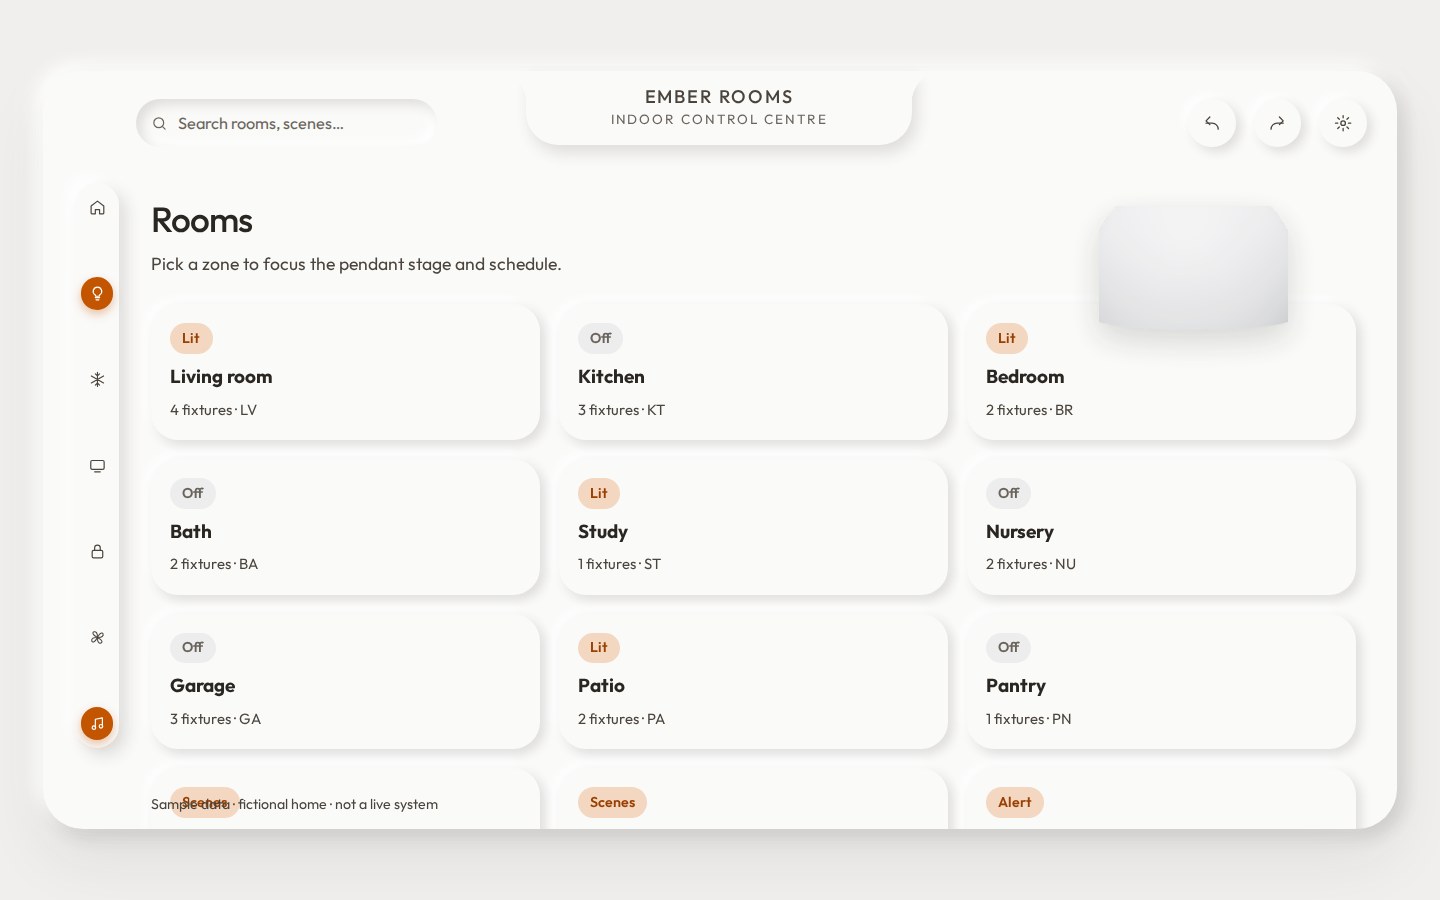 Search rooms, scenes...
EMBER ROOMS
INDOOR CONTROL CENTRE
Rooms
Pick a zone to focus the pendant stage and schedule.
Lit
Living room
4 fixtures · LV
Off
Kitchen
3 fixtures · KT
Lit
Bedroom
2 fixtures · BR
Off
Bath
2 fixtures · BA
Lit
Study
1 fixtures · ST
Off
Nursery
2 fixtures · NU
Off
Garage
3 fixtures · GA
Lit
Patio
2 fixtures · PA
Off
Pantry
1 fixtures · PN
Scenes
Sample data · fictional home · not a live system
Scenes
Alert